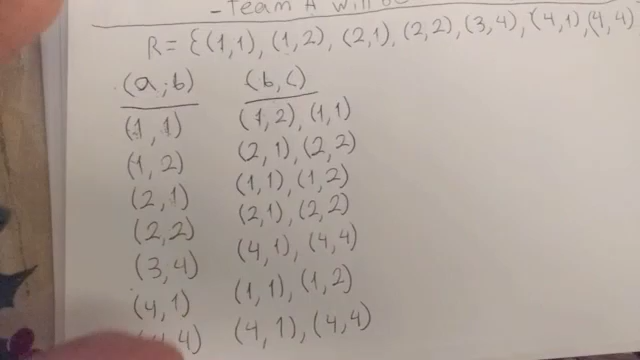 – Team A will be
R = {(1,1), (1,2), (2,1), (2,2), (3,4), (4,1), (4,4)
(a;b) (b,c)
(1,1) (1,2), (1,1)
(1,2) (2,1), (2,2)
(2,1) (1,1), (1,2)
(2,2) (2,1), (2,2)
(3,4) (4,1), (4,4)
(4,1) (1,1), (1,2)
4) (4,1), (4,4)